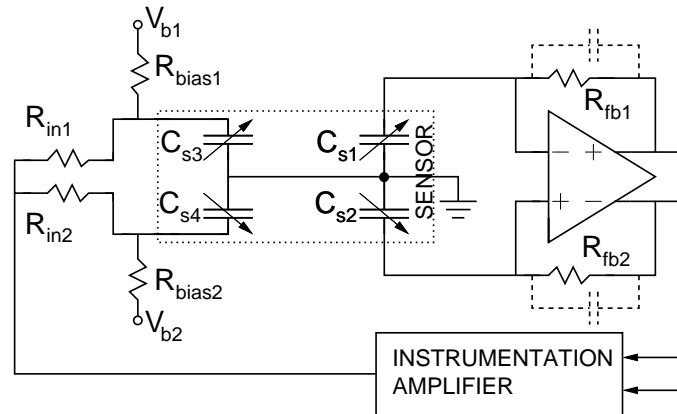 V_b1
R_bias1
R_in1
C_s3
C_s1
R_fb1
− +
SENSOR
C_s4
C_s2
+ −
R_in2
R_bias2
R_fb2
V_b2
INSTRUMENTATION
AMPLIFIER